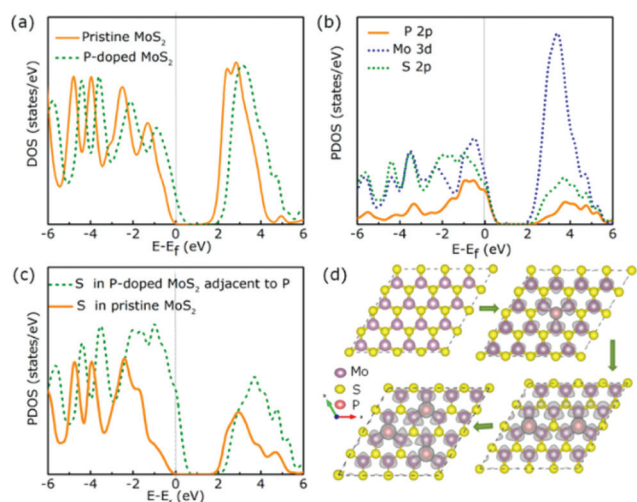 (a)
Pristine MoS2
P-doped MoS2
DOS (states/eV)
-6 -4 -2 0 2 4 6
E-Ef (eV)
(b)
P 2p
Mo 3d
S 2p
PDOS (states/eV)
-6 -4 -2 0 2 4 6
E-Ef (eV)
(c)
S in P-doped MoS2 adjacent to P
S in pristine MoS2
PDOS (states/eV)
-6 -4 -2 0 2 4 6
E-Ef (eV)
(d)
Mo
S
P